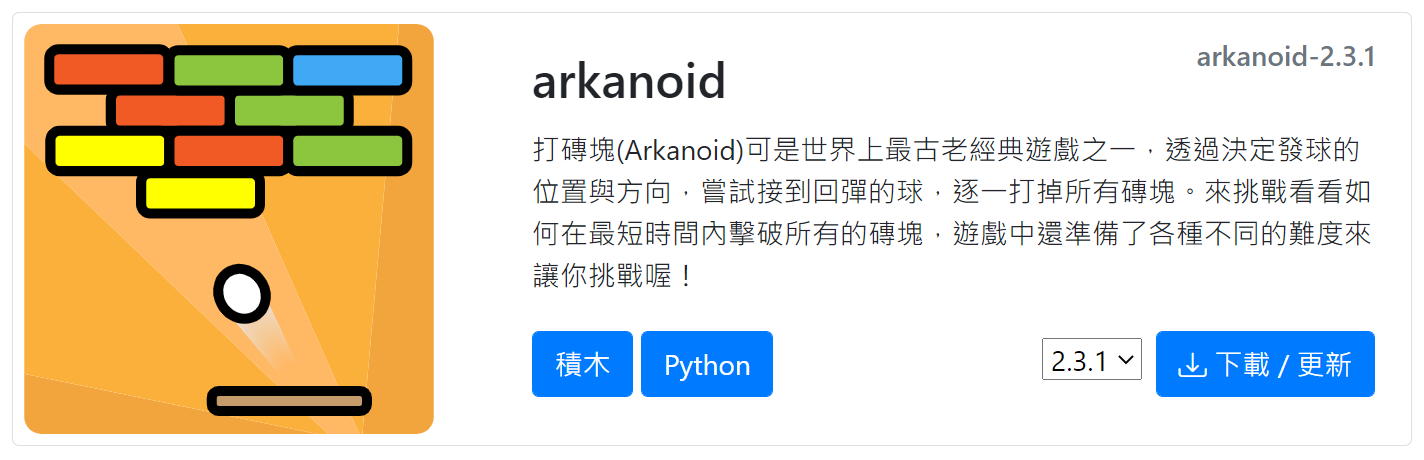 arkanoid-2.3.1
arkanoid
打磚塊(Arkanoid)可是世界上最古老經典遊戲之一，透過決定發球的
位置與方向，嘗試接到回彈的球，逐一打掉所有磚塊。來挑戰看看如
何在最短時間內擊破所有的磚塊，遊戲中還準備了各種不同的難度來
讓你挑戰喔！
積木 Python 2.3.1 下載 / 更新